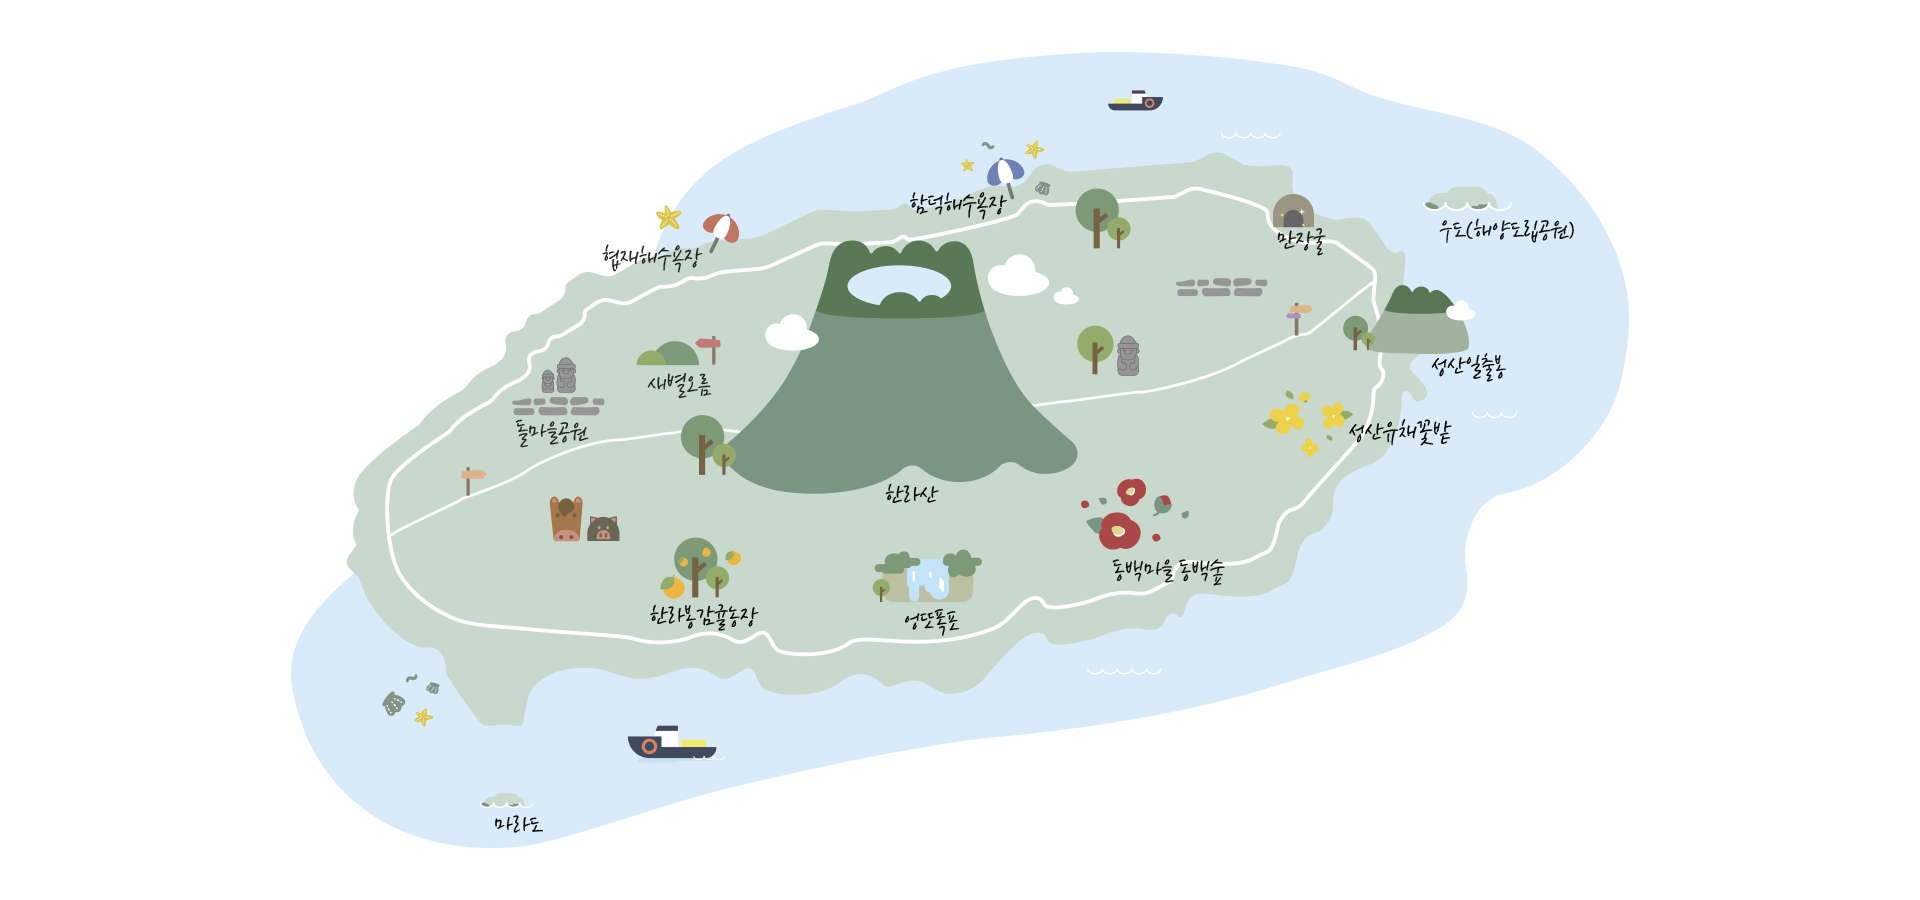 함덕해수욕장
협재해수욕장
만장굴
우도(해양도립공원)
성산일출봉
새별오름
돌마을공원
성산유채꽃밭
한라산
동백마을 동백숲
한라봉감귤농장
엉또폭포
마라도